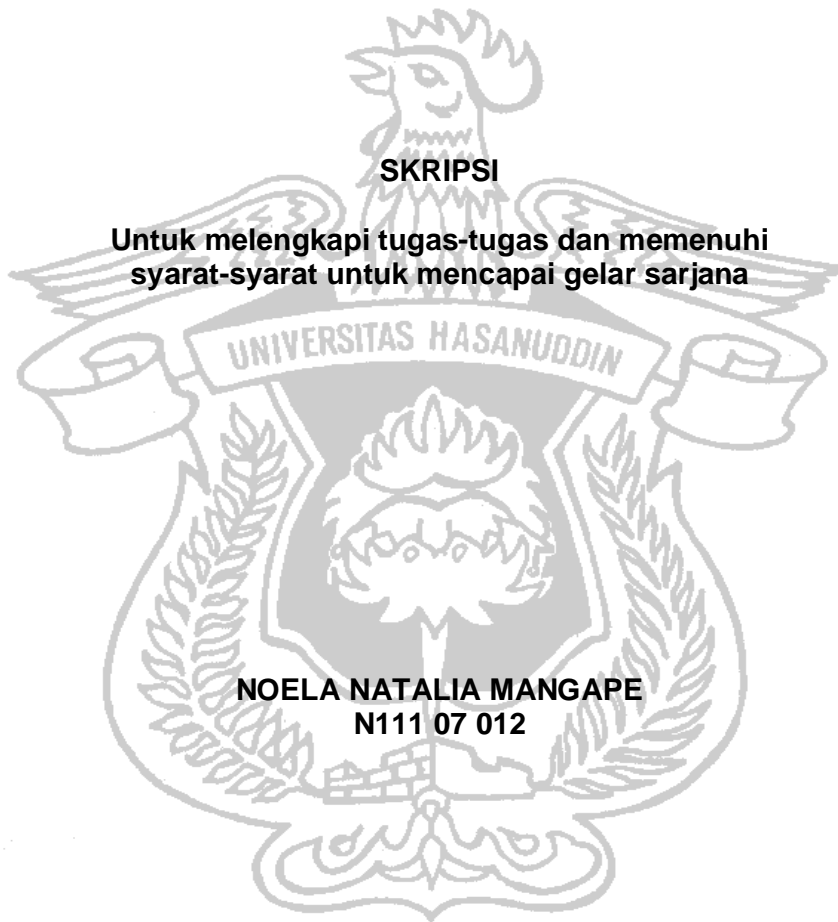 SKRIPSI
Untuk melengkapi tugas-tugas dan memenuhi
syarat-syarat untuk mencapai gelar sarjana
UNIVERSITAS HASANUDDIN
NOELA NATALIA MANGAPE
N111 07 012